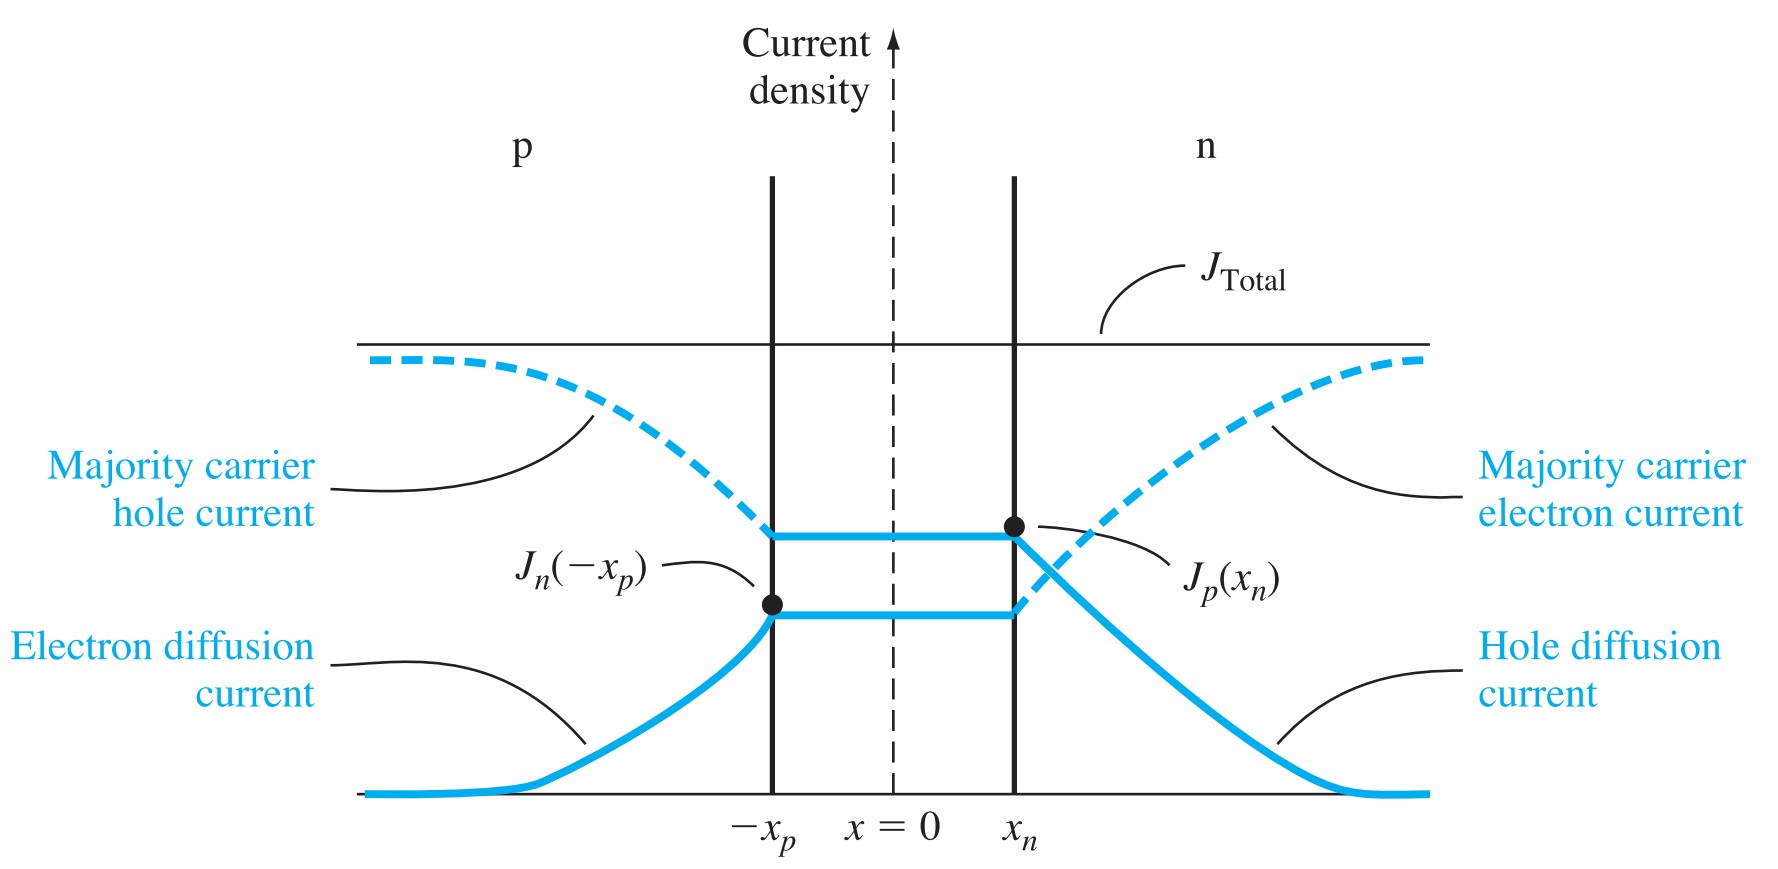 Current
density
p
n
J_Total
Majority carrier
hole current
Majority carrier
electron current
J_n(−x_p)
J_p(x_n)
Electron diffusion
current
Hole diffusion
current
−x_p
x = 0
x_n